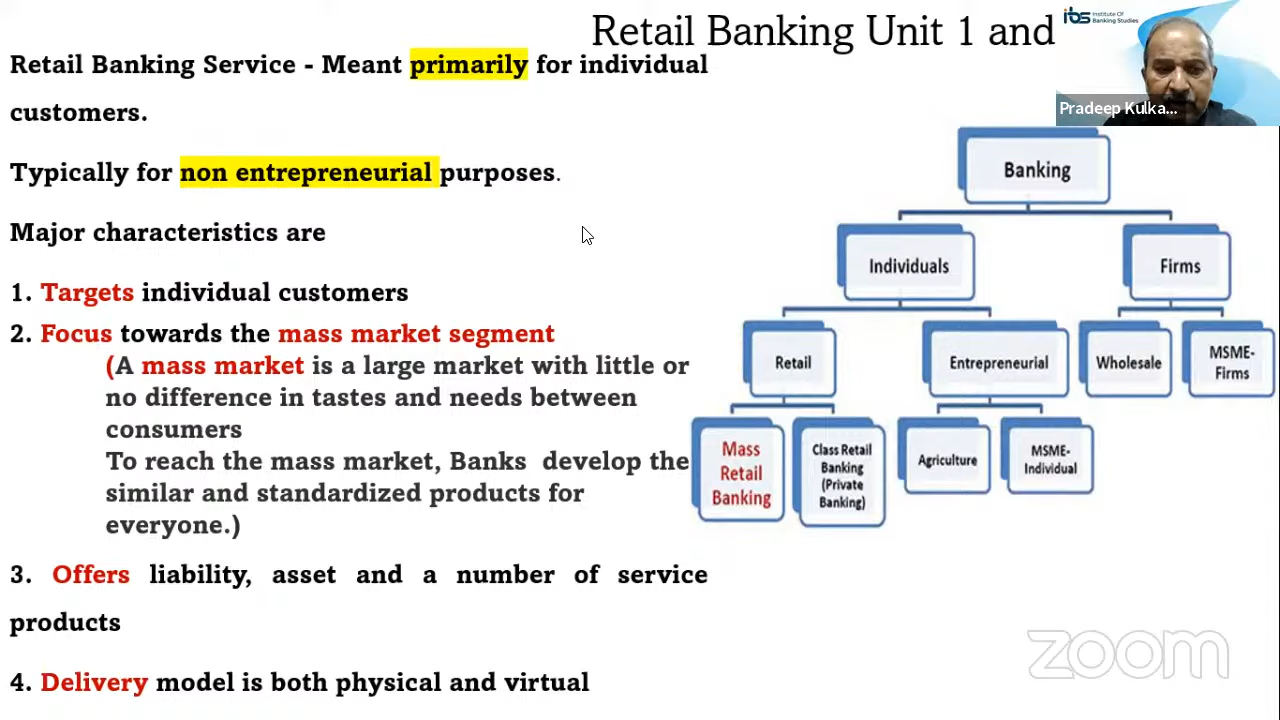 Retail Banking Unit 1 and
ibs Institute Of
Banking Studies
Pradeep Kulka...
Retail Banking Service - Meant primarily for individual
customers.
Typically for non entrepreneurial purposes.
Major characteristics are
1. Targets individual customers
2. Focus towards the mass market segment
(A mass market is a large market with little or
no difference in tastes and needs between
consumers
To reach the mass market, Banks develop the
similar and standardized products for
everyone.)
3. Offers liability, asset and a number of service
products
4. Delivery model is both physical and virtual
Banking
Individuals
Firms
Retail
Entrepreneurial
Wholesale
MSME-
Firms
Mass
Retail
Banking
Class Retail
Banking
(Private
Banking)
Agriculture
MSME-
Individual
zoom